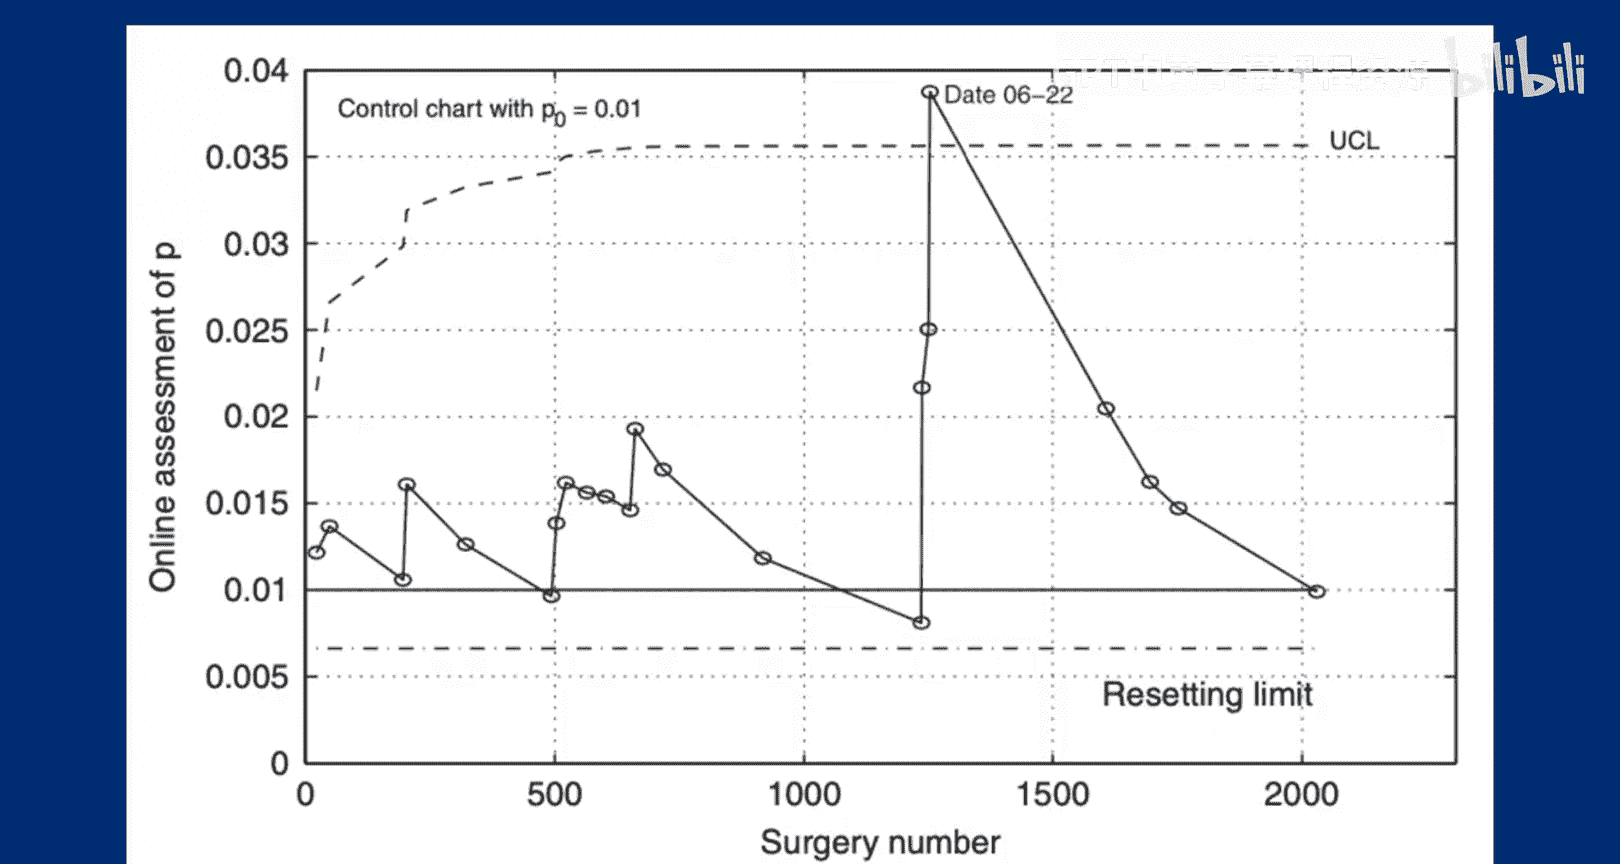 bilibili
0.04
Control chart with p0 = 0.01
Date 06–22
0.035
UCL
0.03
0.025
0.02
0.015
0.01
0.005
Resetting limit
0
0 500 1000 1500 2000
Surgery number
Online assessment of p